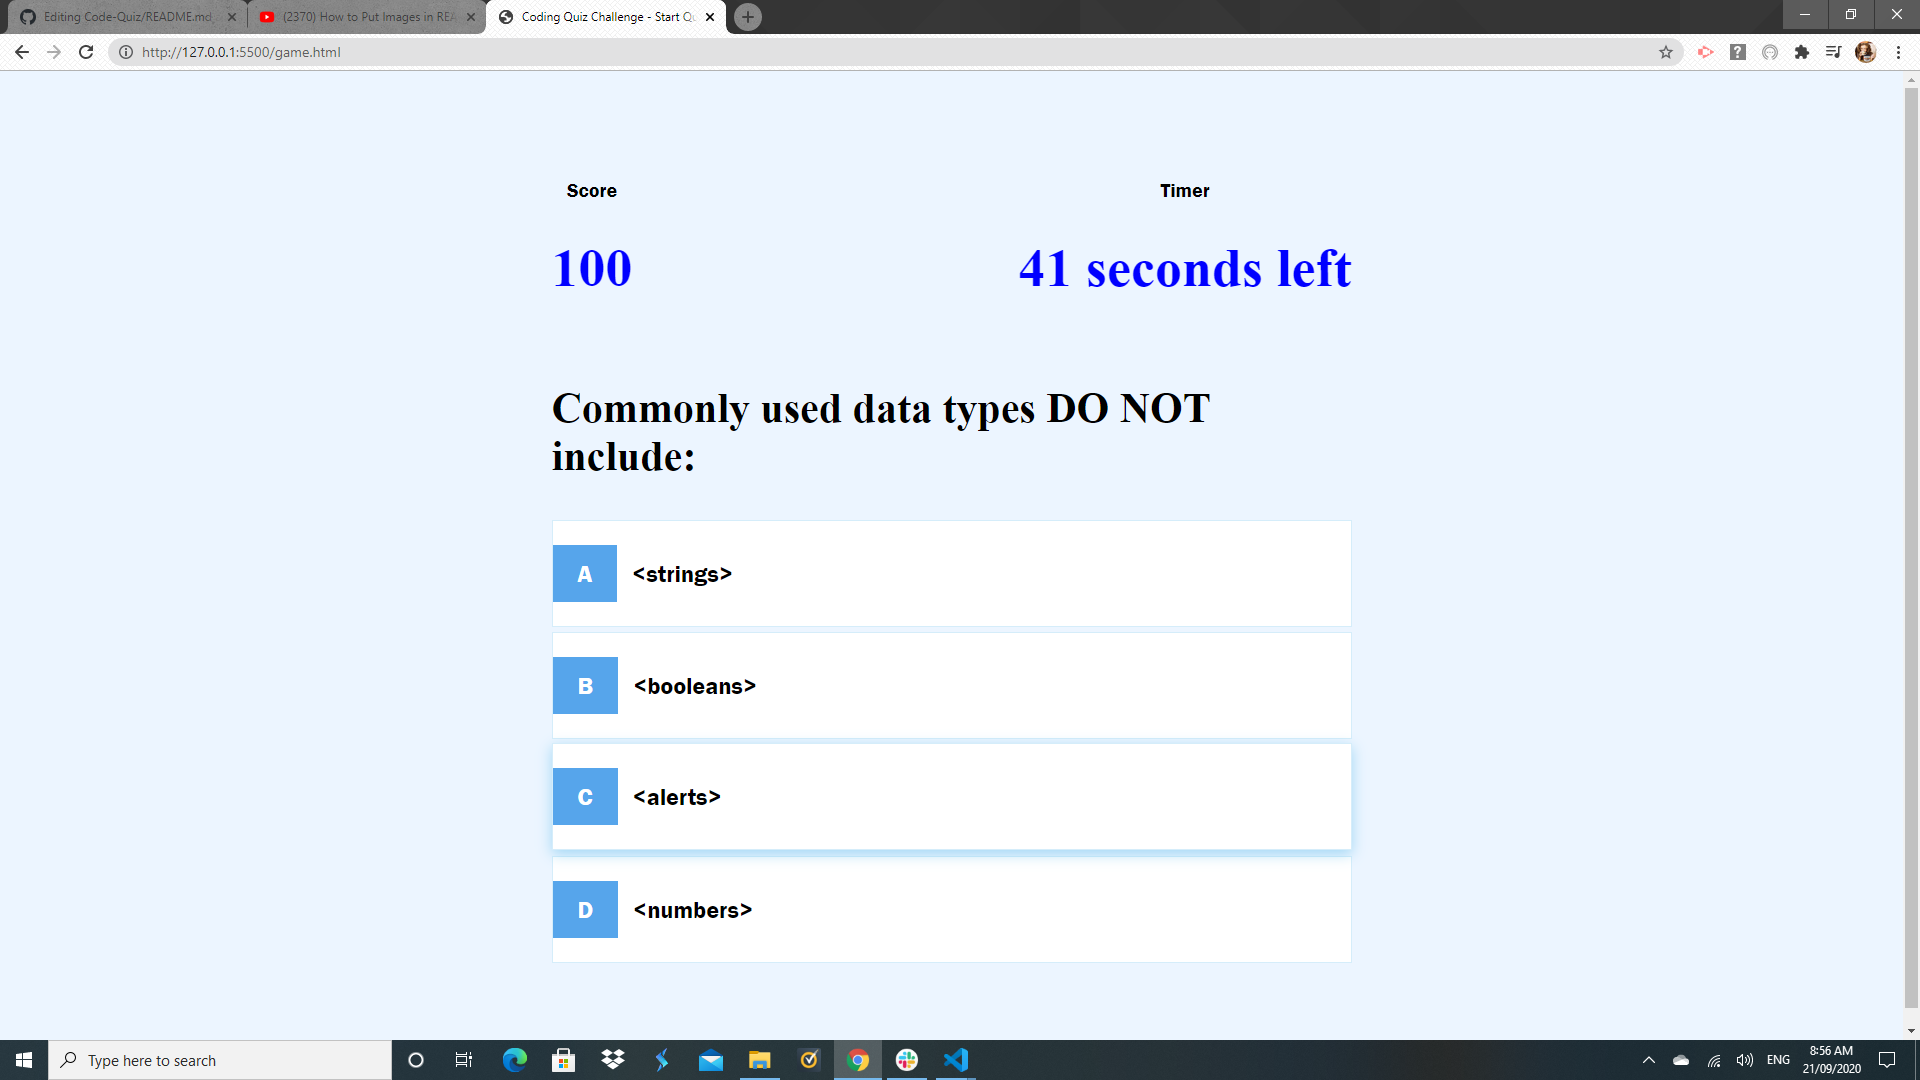 Editing Code-Quiz/README.md
(2370) How to Put Images in REA
Coding Quiz Challenge - Start Qu
http://127.0.0.1:5500/game.html
Score
Timer
100
41 seconds left
Commonly used data types DO NOT
include:
A <strings>
B <booleans>
C <alerts>
D <numbers>
Type here to search
ENG
8:56 AM
21/09/2020